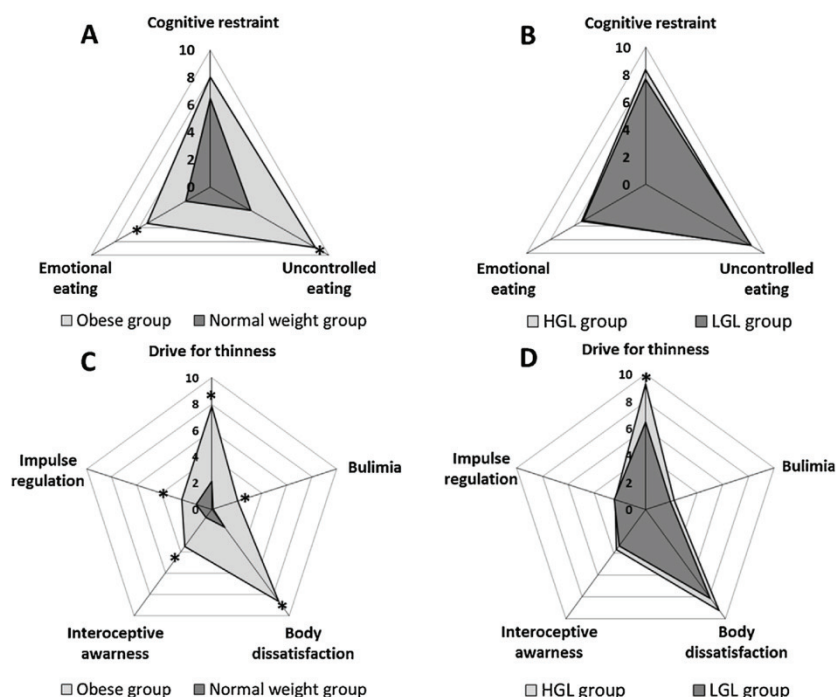 A
Cognitive restraint
10
8
6
4
2
0
*
*
Emotional
eating
Uncontrolled
eating
Obese group
Normal weight group
B
Cognitive restraint
10
8
6
4
2
0
Emotional
eating
Uncontrolled
eating
HGL group
LGL group
C
Drive for thinness
10
*
8
6
4
2
0
Impulse
regulation
*
Bulimia
*
*
*
Interoceptive
awarness
Body
dissatisfaction
Obese group
Normal weight group
D
Drive for thinness
10
*
8
6
4
2
0
Impulse
regulation
Bulimia
Interoceptive
awarness
Body
dissatisfaction
HGL group
LGL group